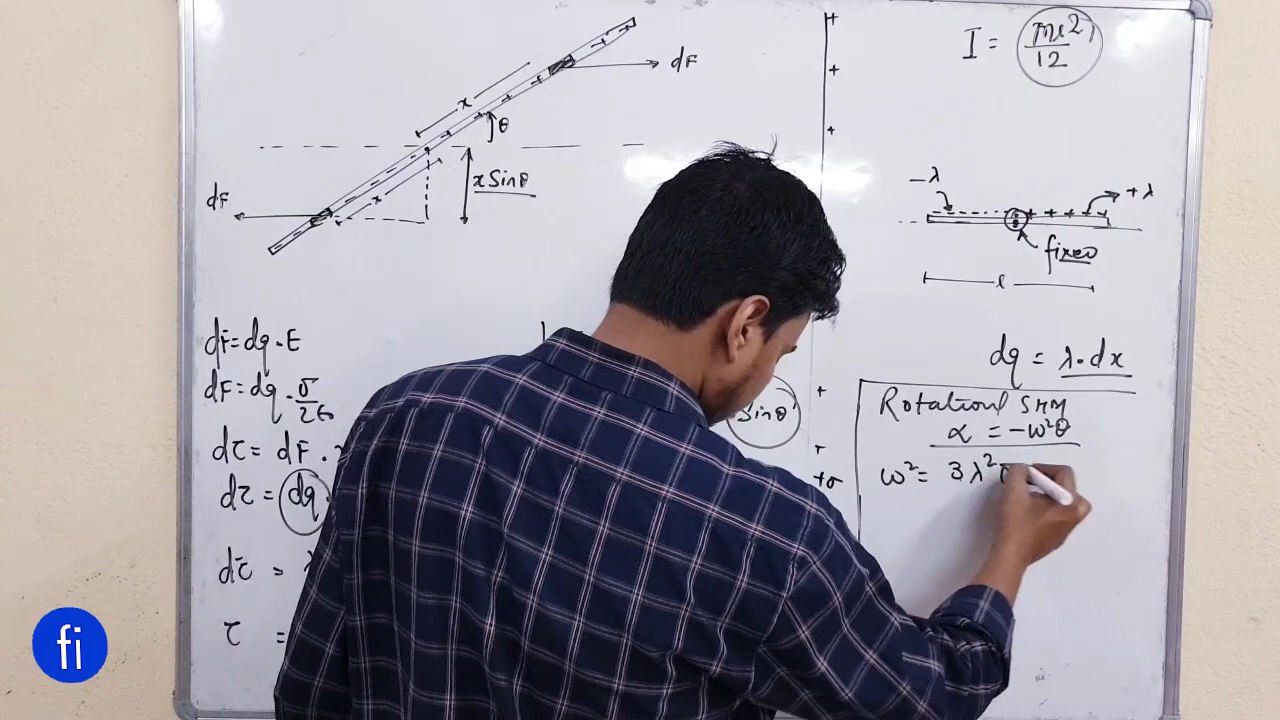 I = ml²/12
dF
x
θ
x Sinθ
x
dF
-λ
+λ
fixed
l
dF = dq · E
dF = dq · σ/2ε₀
dτ = dF ·
dτ = dq ·
dτ =
τ =
Sinθ
+σ
dq = λ · dx
Rotational SHM
α = -ω²θ
ω² = 3λ²
fi